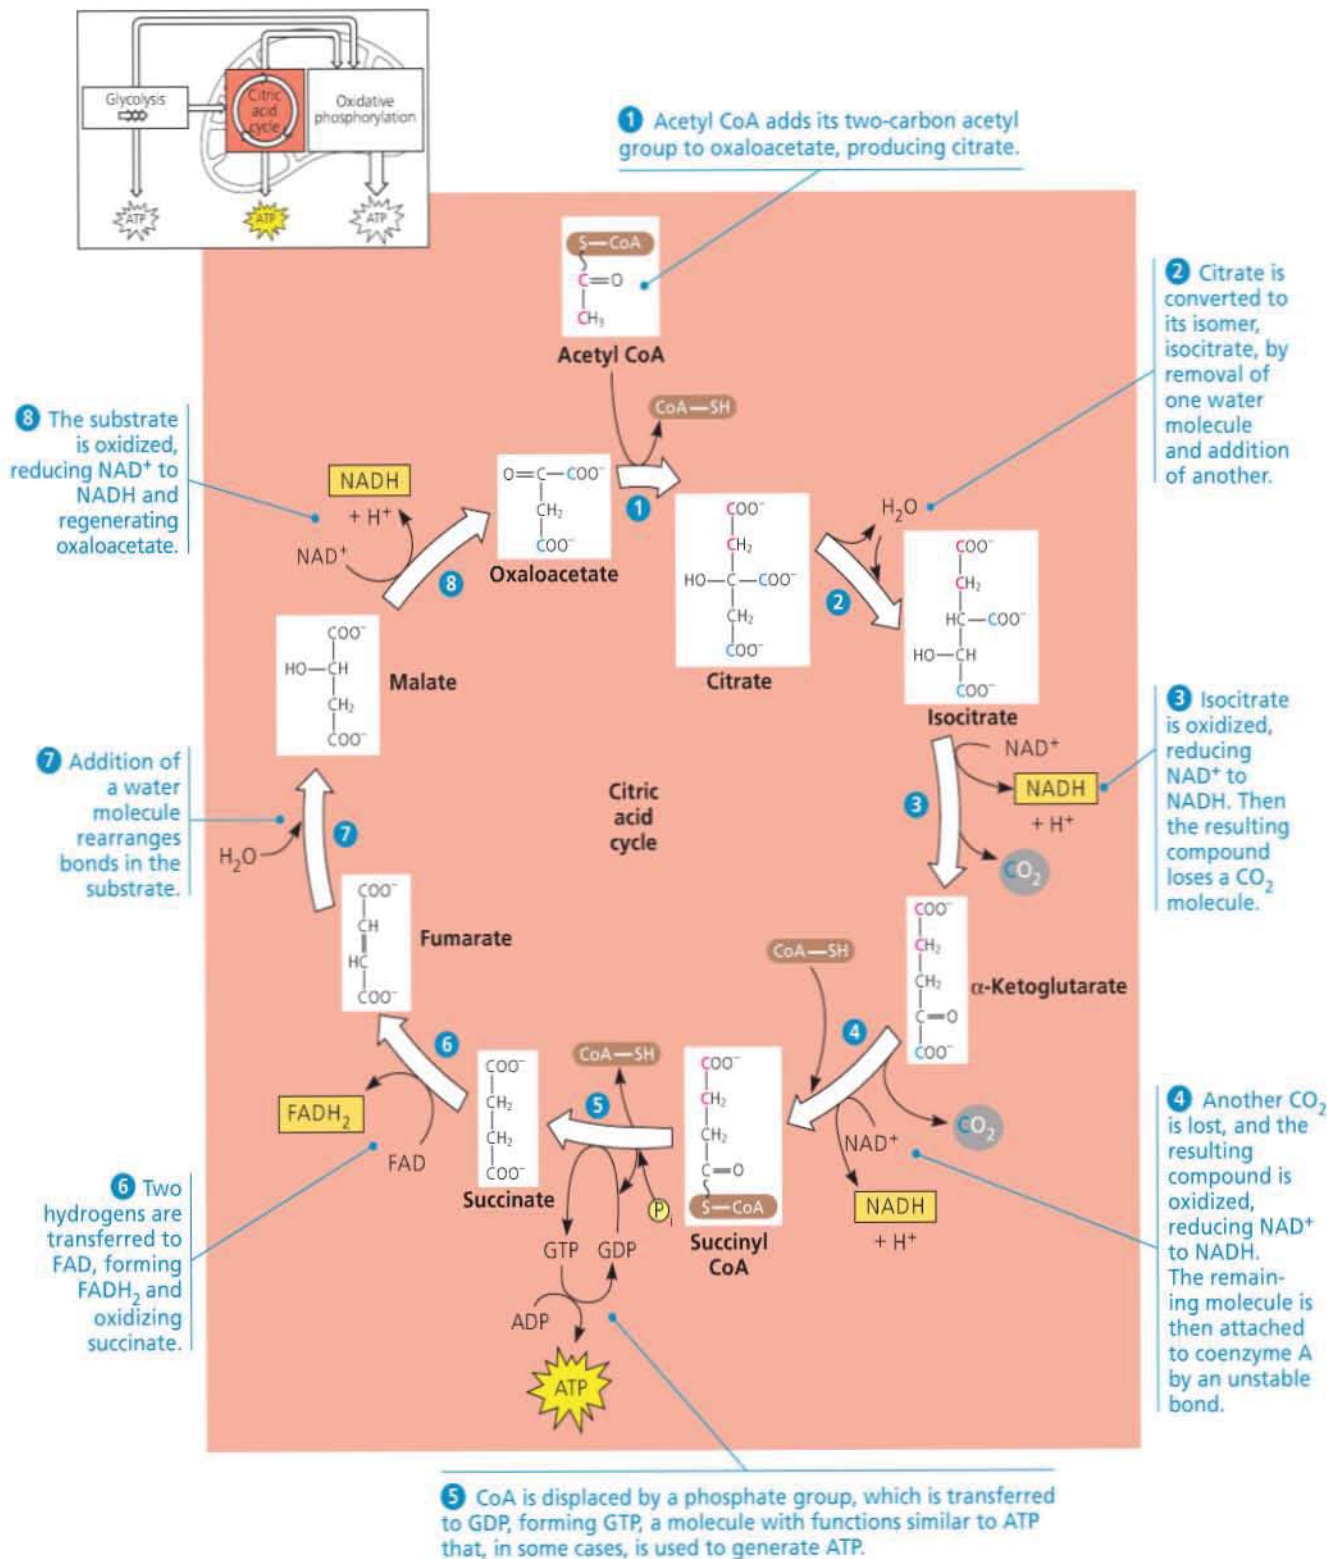 Glycolysis
Citric
acid
cycle
Oxidative
phosphorylation
ATP
ATP
ATP
1 Acetyl CoA adds its two-carbon acetyl
group to oxaloacetate, producing citrate.
S—CoA
C=O
CH₃
Acetyl CoA
CoA—SH
2 Citrate is
converted to
its isomer,
isocitrate, by
removal of
one water
molecule
and addition
of another.
8 The substrate
is oxidized,
reducing NAD⁺ to
NADH and
regenerating
oxaloacetate.
NADH
+ H⁺
NAD⁺
8
O=C—COO⁻
CH₂
COO⁻
Oxaloacetate
1
COO⁻
CH₂
HO—C—COO⁻
CH₂
COO⁻
Citrate
H₂O
2
COO⁻
CH₂
HC—COO⁻
HO—CH
COO⁻
Isocitrate
COO⁻
HO—CH
CH₂
COO⁻
Malate
3 Isocitrate
is oxidized,
reducing
NAD⁺ to
NADH. Then
the resulting
compound
loses a CO₂
molecule.
NAD⁺
NADH
+ H⁺
3
CO₂
7 Addition of
a water
molecule
rearranges
bonds in the
substrate.
H₂O
7
Citric
acid
cycle
COO⁻
CH
HC
COO⁻
Fumarate
CoA—SH
COO⁻
CH₂
CH₂
C=O
COO⁻
α-Ketoglutarate
4
CO₂
NAD⁺
NADH
+ H⁺
4 Another CO₂
is lost, and the
resulting
compound is
oxidized,
reducing NAD⁺
to NADH.
The remain-
ing molecule is
then attached
to coenzyme A
by an unstable
bond.
COO⁻
CH₂
CH₂
C=O
S—CoA
Succinyl
CoA
CoA—SH
5
Pi
GTP GDP
ADP
ATP
COO⁻
CH₂
CH₂
COO⁻
Succinate
6
FADH₂
FAD
6 Two
hydrogens are
transferred to
FAD, forming
FADH₂ and
oxidizing
succinate.
5 CoA is displaced by a phosphate group, which is transferred
to GDP, forming GTP, a molecule with functions similar to ATP
that, in some cases, is used to generate ATP.